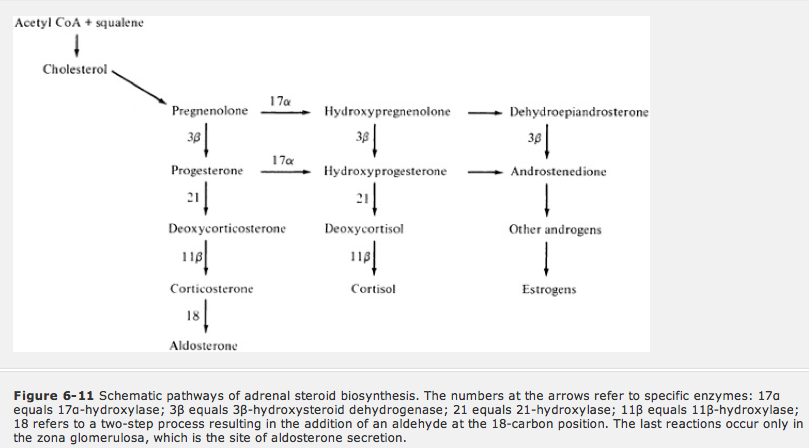 Acetyl CoA + squalene
Cholesterol
Pregnenolone 17α Hydroxypregnenolone Dehydroepiandrosterone
3β 3β 3β
Progesterone 17α Hydroxyprogesterone Androstenedione
21 21
Deoxycorticosterone Deoxycortisol Other androgens
11β 11β
Corticosterone Cortisol Estrogens
18
Aldosterone
Figure 6-11 Schematic pathways of adrenal steroid biosynthesis. The numbers at the arrows refer to specific enzymes: 17α
equals 17α-hydroxylase; 3β equals 3β-hydroxysteroid dehydrogenase; 21 equals 21-hydroxylase; 11β equals 11β-hydroxylase;
18 refers to a two-step process resulting in the addition of an aldehyde at the 18-carbon position. The last reactions occur only in
the zona glomerulosa, which is the site of aldosterone secretion.